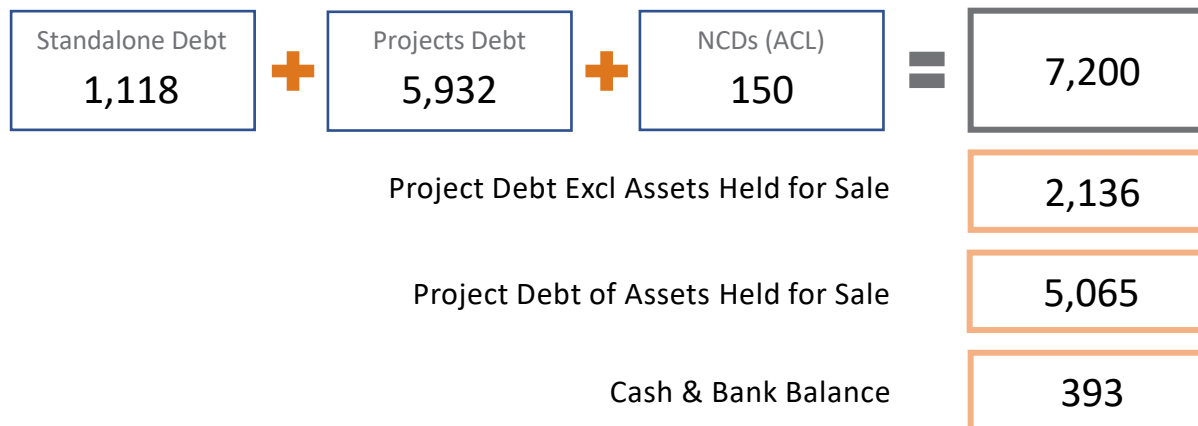 Standalone Debt
1,118
Projects Debt
5,932
NCDs (ACL)
150
7,200
Project Debt Excl Assets Held for Sale
2,136
Project Debt of Assets Held for Sale
5,065
Cash & Bank Balance
393